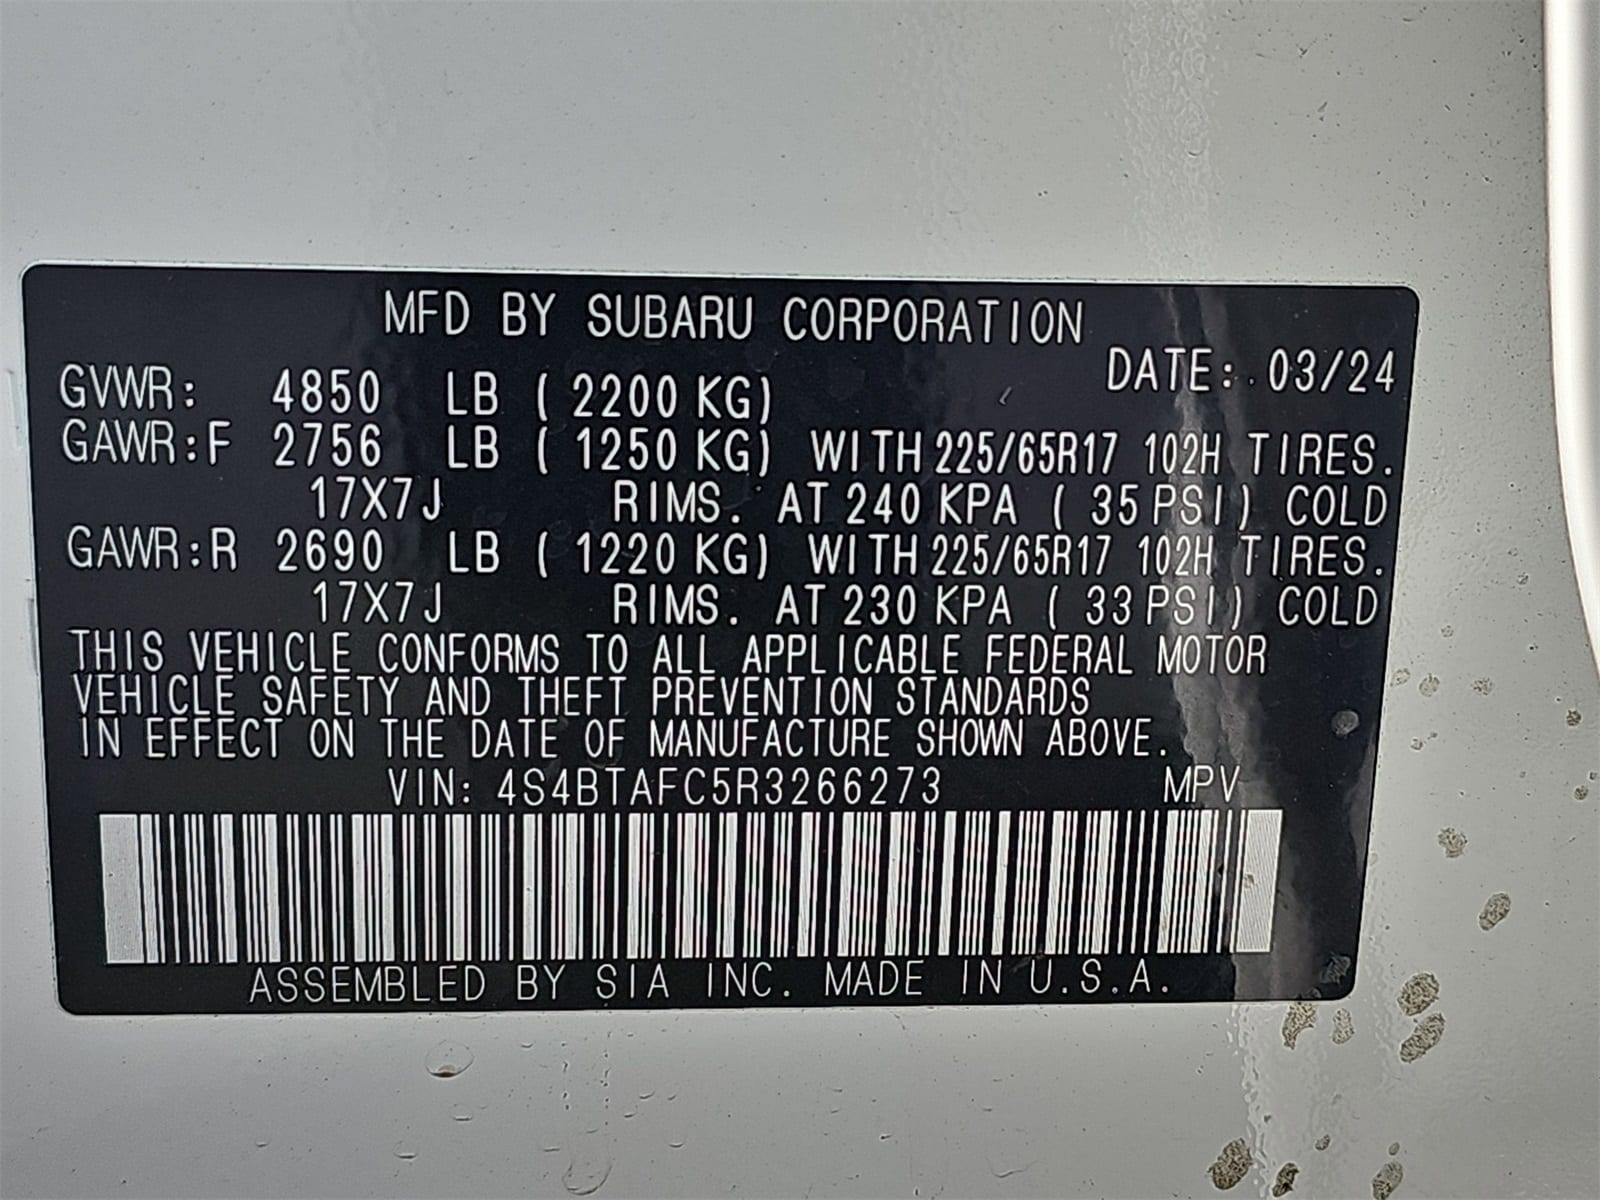 MFD BY SUBARU CORPORATION
DATE: 03/24
GVWR: 4850 LB ( 2200 KG)
GAWR:F 2756 LB ( 1250 KG) WITH 225/65R17 102H TIRES.
17X7J RIMS. AT 240 KPA ( 35 PSI) COLD
GAWR:R 2690 LB ( 1220 KG) WITH 225/65R17 102H TIRES.
17X7J RIMS. AT 230 KPA ( 33 PSI) COLD
THIS VEHICLE CONFORMS TO ALL APPLICABLE FEDERAL MOTOR
VEHICLE SAFETY AND THEFT PREVENTION STANDARDS
IN EFFECT ON THE DATE OF MANUFACTURE SHOWN ABOVE.
VIN: 4S4BTAFC5R3266273 MPV
ASSEMBLED BY SIA INC. MADE IN U.S.A.